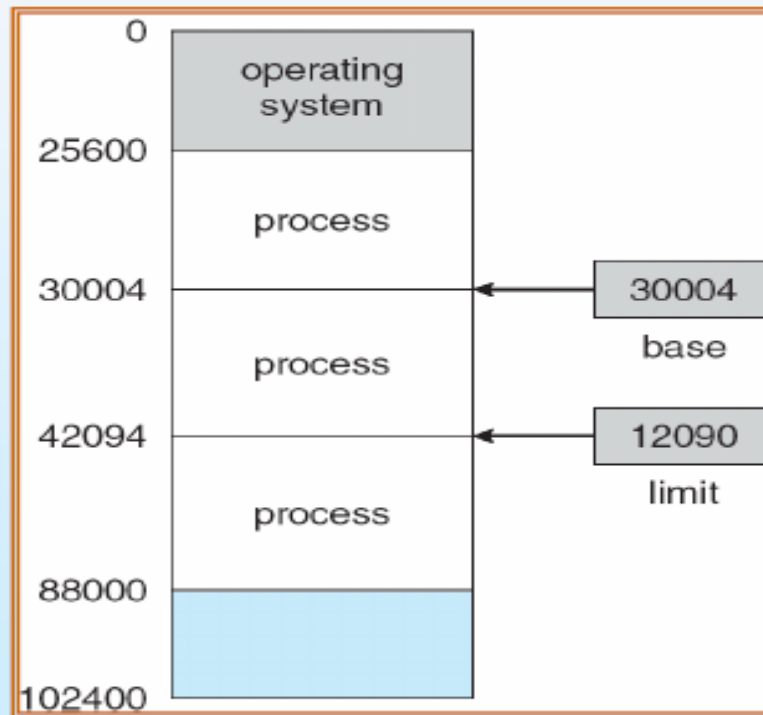 0
operating
system
25600
process
30004
30004
base
process
42094
12090
limit
process
88000
102400